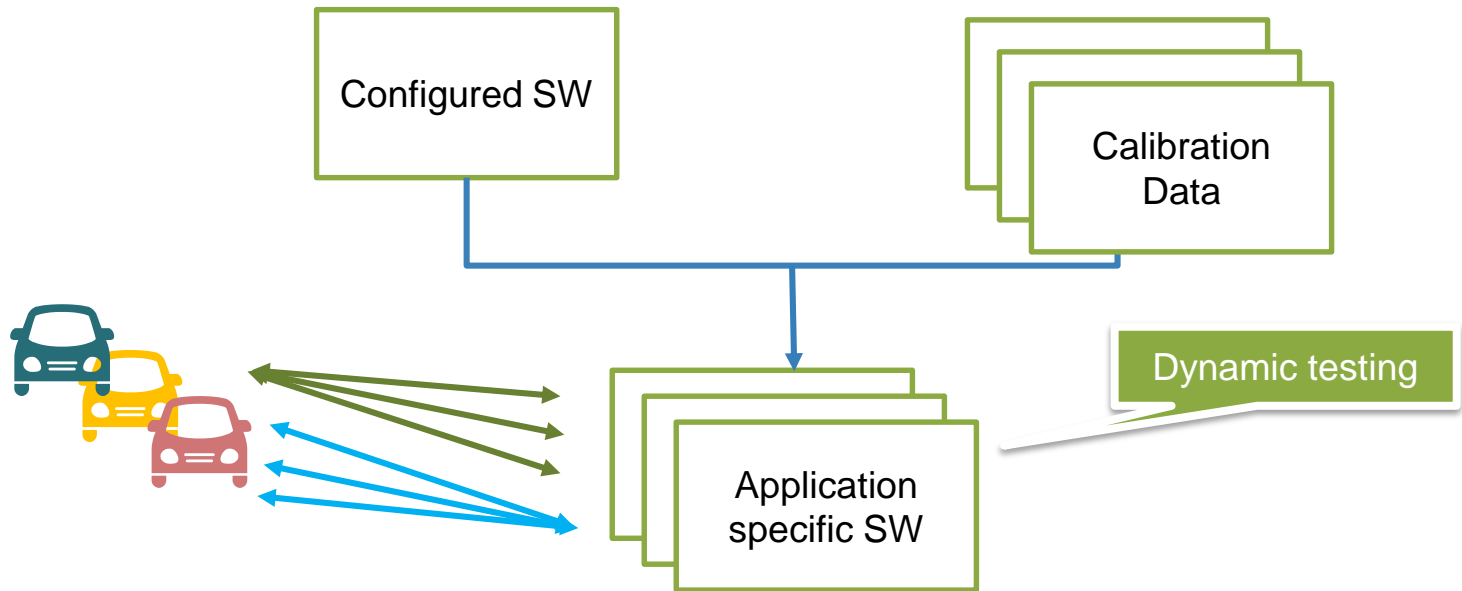 Configured SW
Calibration
Data
Dynamic testing
Application
specific SW